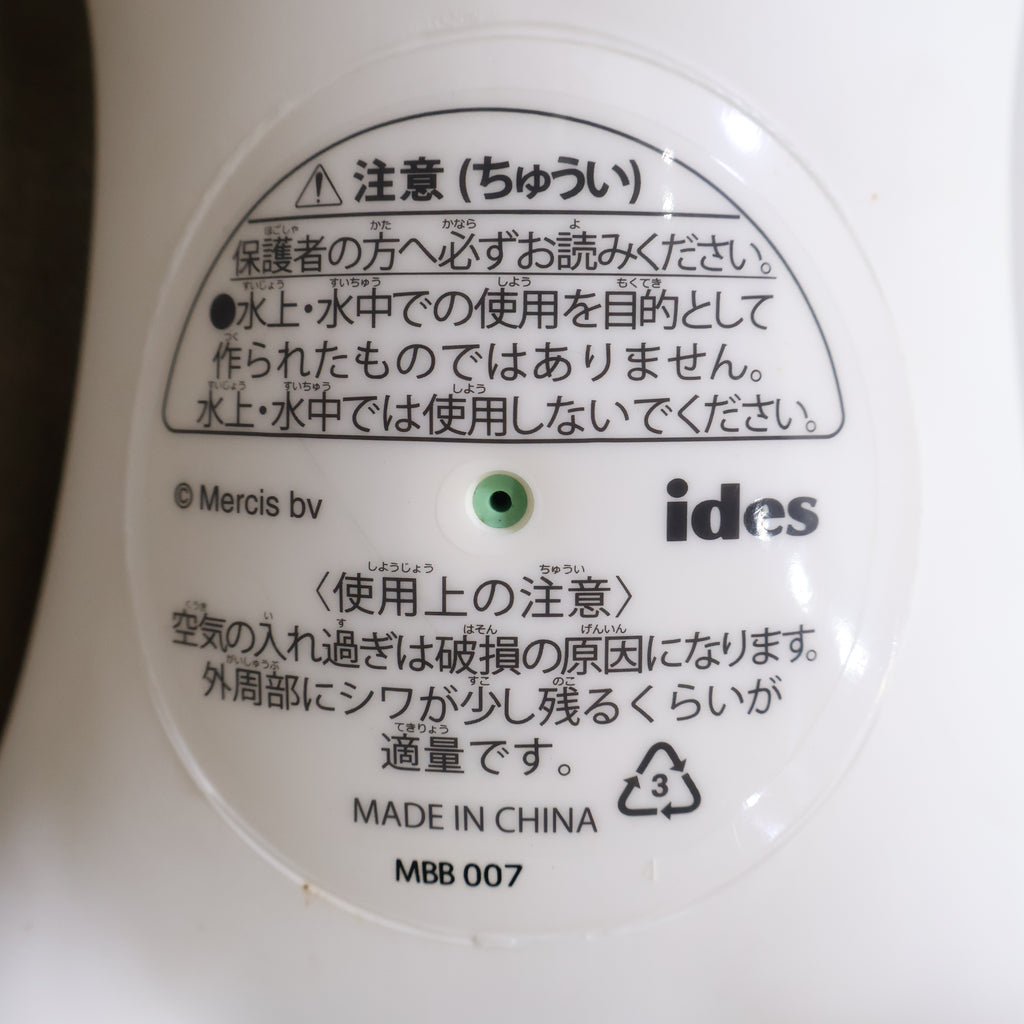 ⚠ 注意 (ちゅうい)
保護者の方へ必ずお読みください。
●水上・水中での使用を目的として
作られたものではありません。
水上・水中では使用しないでください。
© Mercis bv
ides
〈使用上の注意〉
空気の入れ過ぎは破損の原因になります。
外周部にシワが少し残るくらいが
適量です。
3
MADE IN CHINA
MBB 007